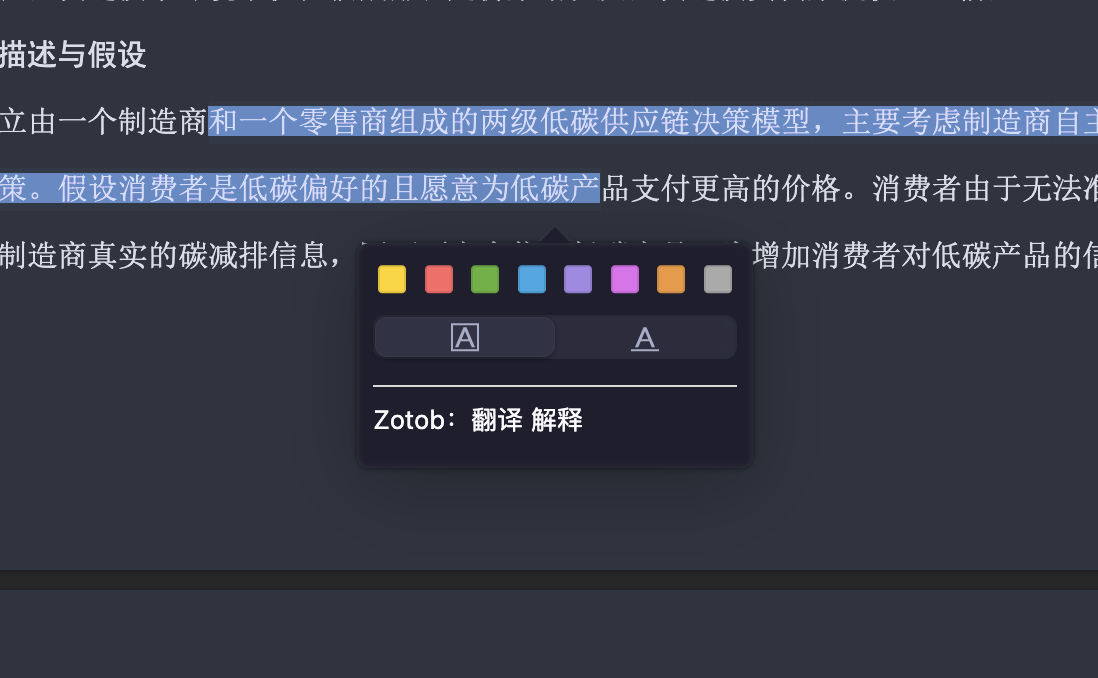 描述与假设
立由一个制造商和一个零售商组成的两级低碳供应链决策模型，主要考虑制造商自主
策。假设消费者是低碳偏好的且愿意为低碳产品支付更高的价格。消费者由于无法准
制造商真实的碳减排信息，
增加消费者对低碳产品的信
A A
Zotob：翻译 解释